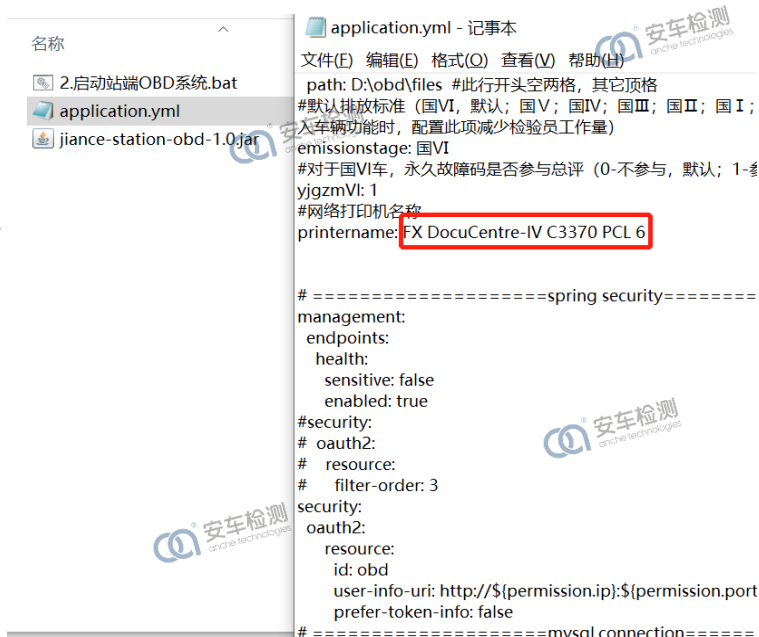 名称
2.启动站端OBD系统.bat
application.yml
jiance-station-obd-1.0.jar
application.yml - 记事本
文件(F) 编辑(E) 格式(O) 查看(V) 帮助(H)
path: D:\obd\files #此行开头空两格，其它顶格
#默认排放标准（国Ⅵ，默认；国Ⅴ；国Ⅳ；国Ⅲ；国Ⅱ；国Ⅰ；
入车辆功能时，配置此项减少检验员工作量）
emissionstage: 国Ⅵ
#对于国Ⅵ车，永久故障码是否参与总评（0-不参与，默认；1-参
yjgzmVI: 1
#网络打印机名称
printername: FX DocuCentre-IV C3370 PCL 6
# ====================spring security========
management:
endpoints:
health:
sensitive: false
enabled: true
#security:
# oauth2:
# resource:
# filter-order: 3
security:
oauth2:
resource:
id: obd
user-info-uri: http://${permission.ip}:${permission.port
prefer-token-info: false
# ====================mysql connection======
安车检测
anche technologies
安车检测
安车检测
anche technologies
安车检测
anche technologies